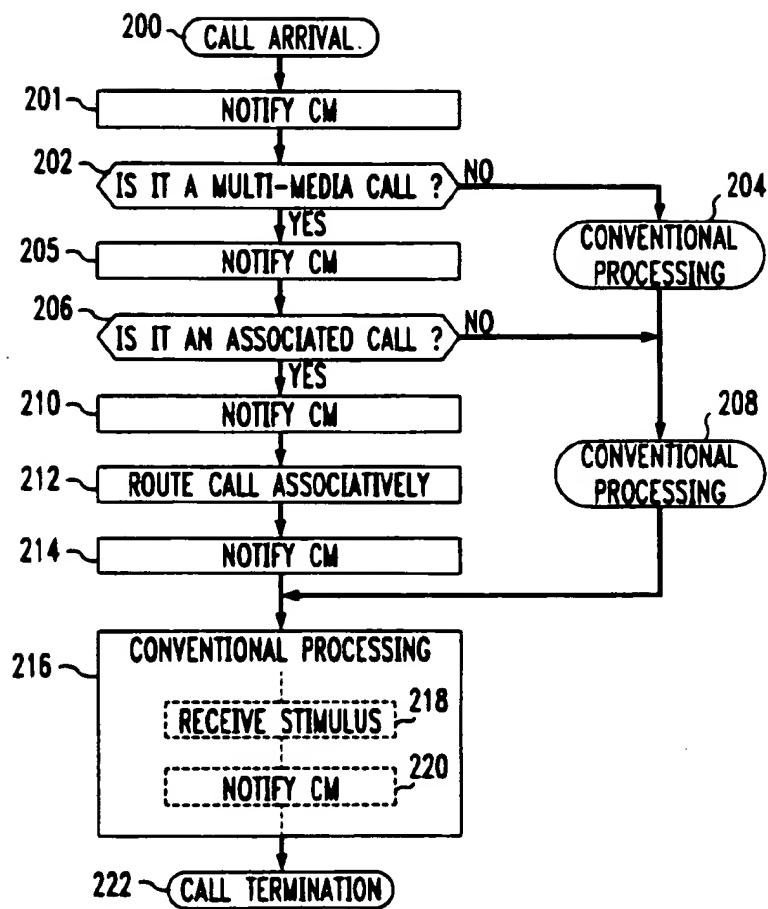 200
CALL ARRIVAL.
201
NOTIFY CM
202
IS IT A MULTI-MEDIA CALL ?
NO
204
YES
CONVENTIONAL
PROCESSING
205
NOTIFY CM
206
IS IT AN ASSOCIATED CALL ?
NO
YES
210
NOTIFY CM
208
CONVENTIONAL
PROCESSING
212
ROUTE CALL ASSOCIATIVELY
214
NOTIFY CM
216
CONVENTIONAL PROCESSING
RECEIVE STIMULUS
218
NOTIFY CM
220
222
CALL TERMINATION